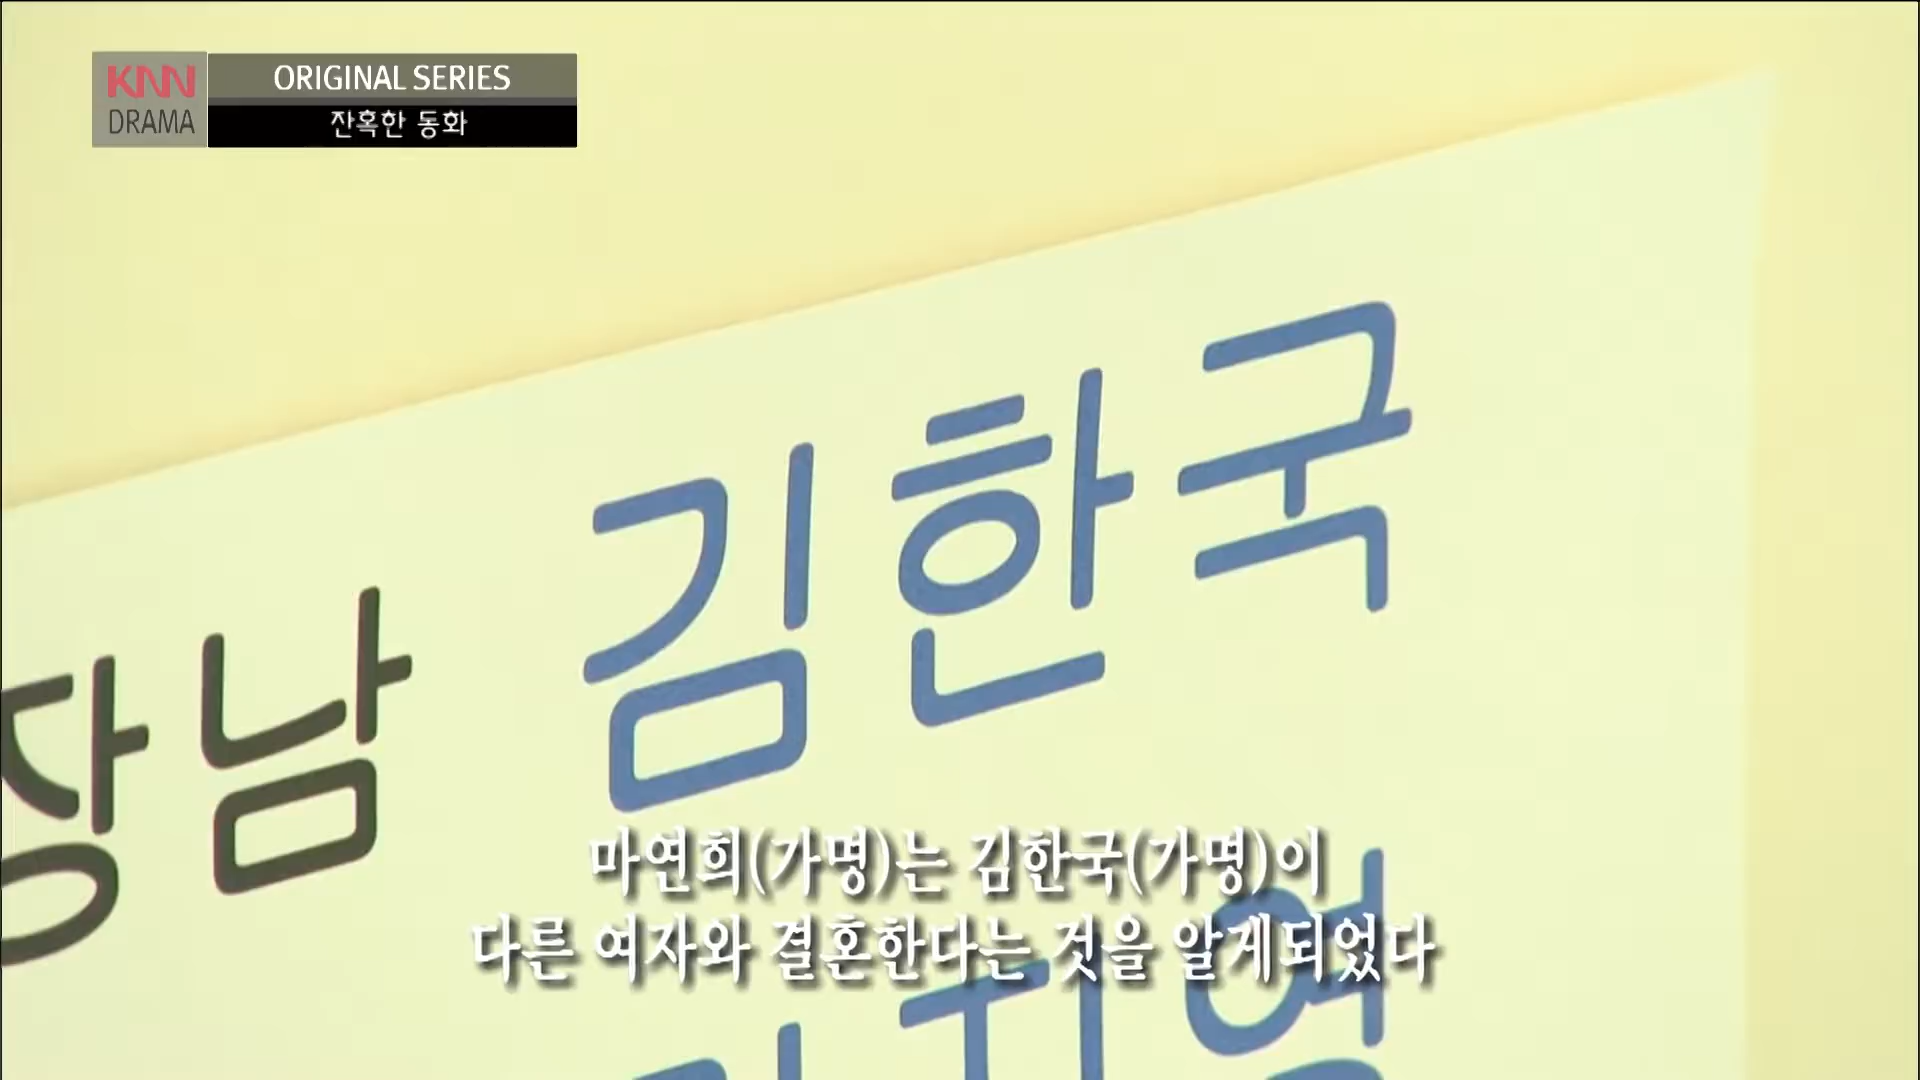 KNN
DRAMA
ORIGINAL SERIES
잔혹한 동화
장남 김한국
마연희(가명)는 김한국(가명)이
다른 여자와 결혼한다는 것을 알게되었다